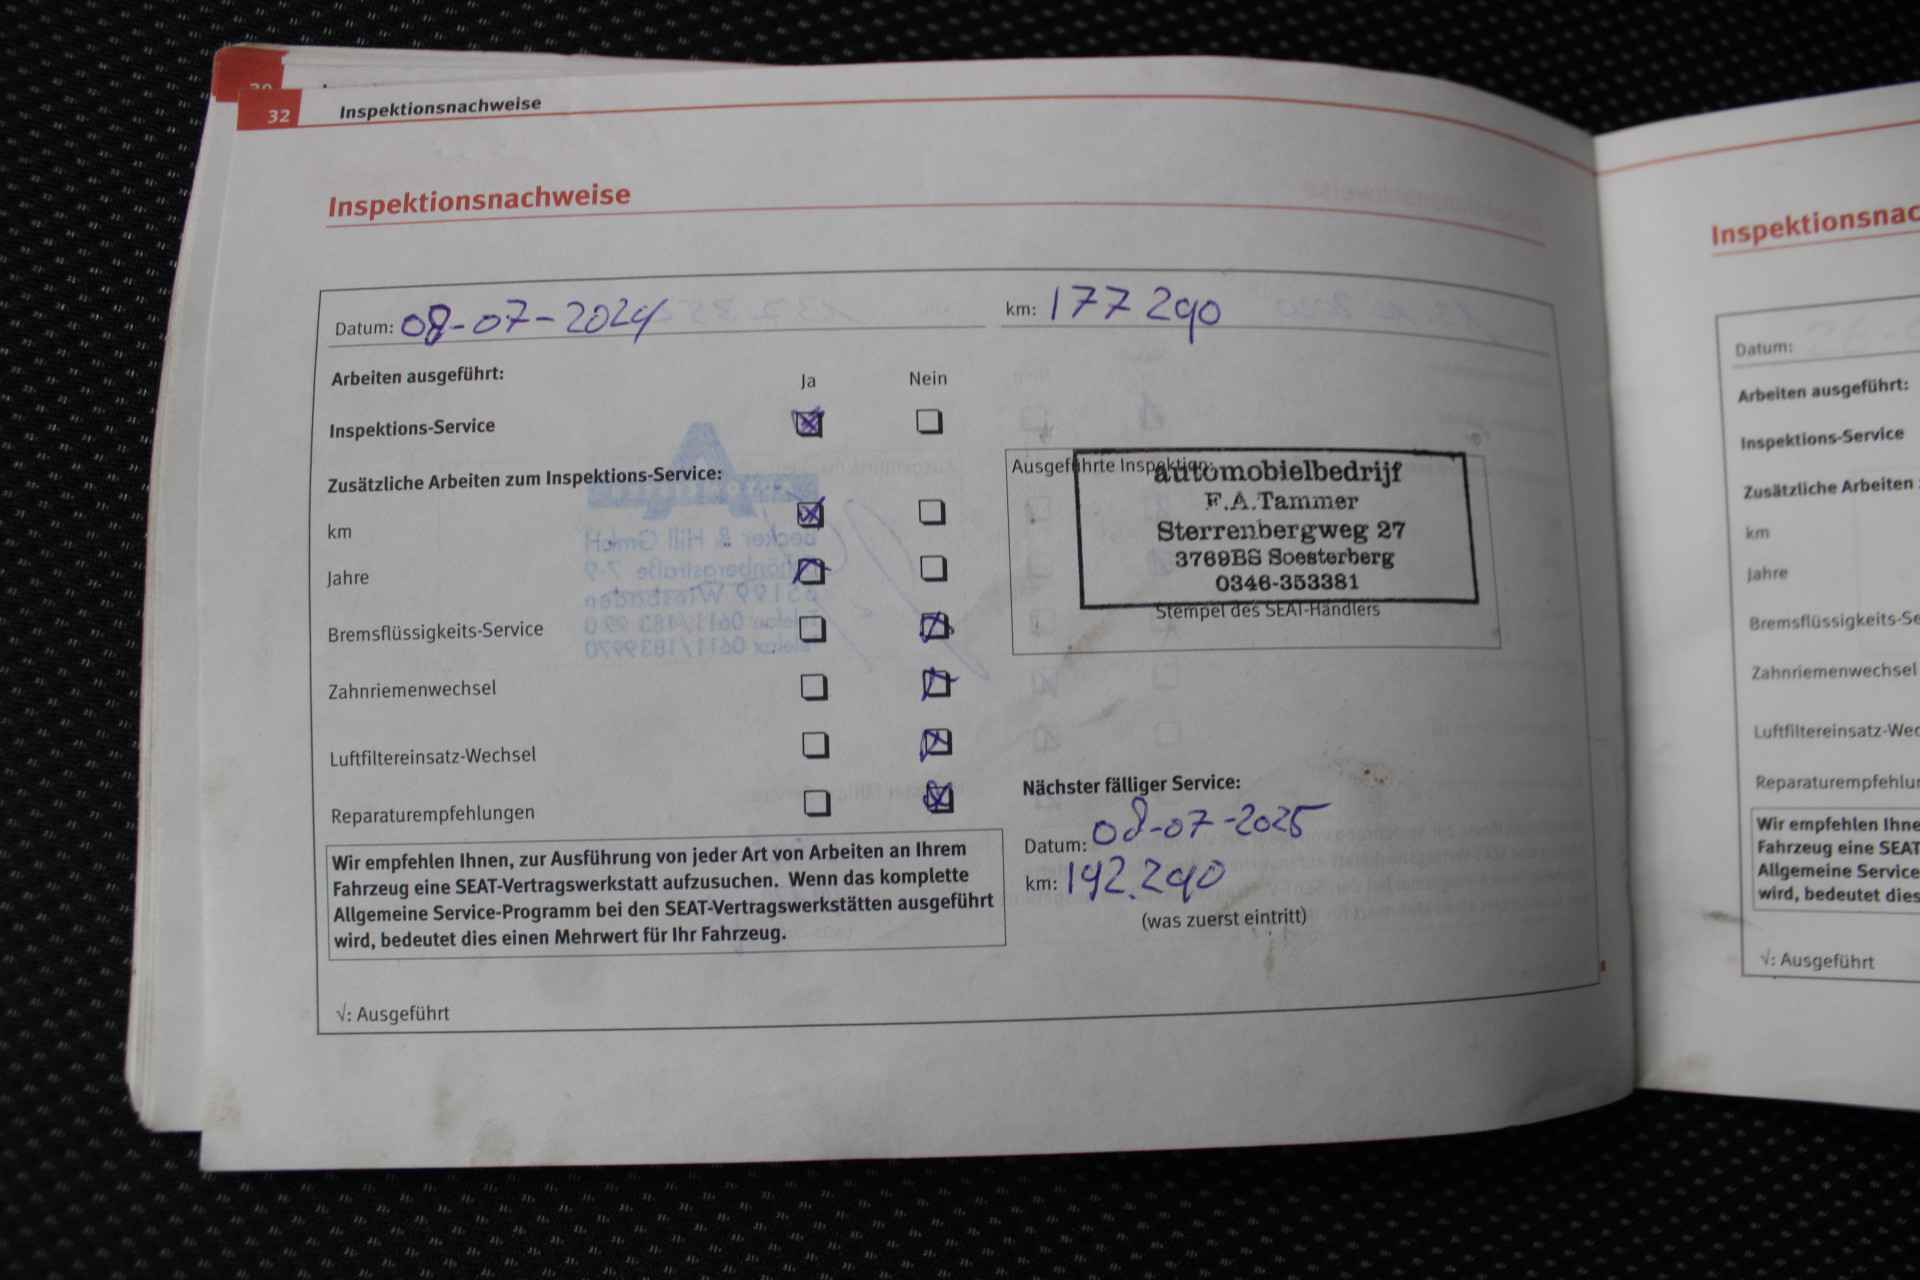 32 Inspektionsnachweise
Inspektionsnachweise
Datum: 08-07-2024 km: 177 290
Arbeiten ausgeführt: Ja Nein
Inspektions-Service
Zusätzliche Arbeiten zum Inspektions-Service:
km
Jahre
Bremsflüssigkeits-Service
Zahnriemenwechsel
Luftfiltereinsatz-Wechsel
Reparaturempfehlungen
Wir empfehlen Ihnen, zur Ausführung von jeder Art von Arbeiten an Ihrem
Fahrzeug eine SEAT-Vertragswerkstatt aufzusuchen. Wenn das komplette
Allgemeine Service-Programm bei den SEAT-Vertragswerkstätten ausgeführt
wird, bedeutet dies einen Mehrwert für Ihr Fahrzeug.
√: Ausgeführt
Ausgeführte Inspektion:
automobielbedrijf
F.A.Tammer
Sterrenbergweg 27
3769BS Soesterberg
0346-353381
Stempel des SEAT-Händlers
Nächster fälliger Service:
Datum: 08-07-2025
km: 192.290
(was zuerst eintritt)
Inspektionsnac
Datum:
Arbeiten ausgeführt:
Inspektions-Service
Zusätzliche Arbeiten
km
Jahre
Bremsflüssigkeits-Se
Zahnriemenwechsel
Luftfiltereinsatz-Wec
Reparaturempfehlun
Wir empfehlen Ihne
Fahrzeug eine SEAT
Allgemeine Service
wird, bedeutet dies
√: Ausgeführt